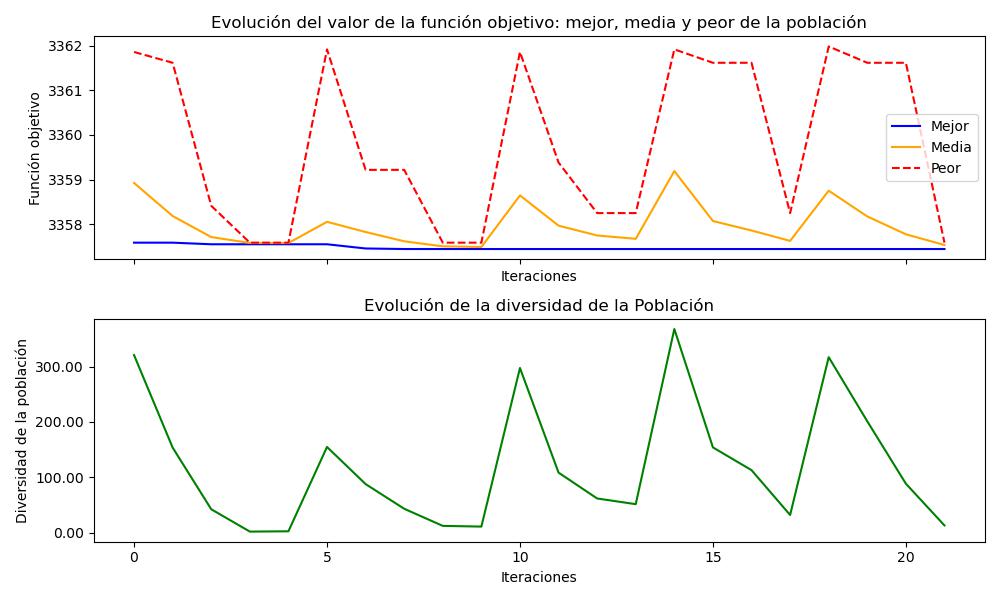 Evolución del valor de la función objetivo: mejor, media y peor de la población
Función objetivo
3362
3361
3360
3359
3358
Mejor
Media
Peor
Iteraciones
Evolución de la diversidad de la Población
Diversidad de la población
300.00
200.00
100.00
0.00
0 5 10 15 20
Iteraciones